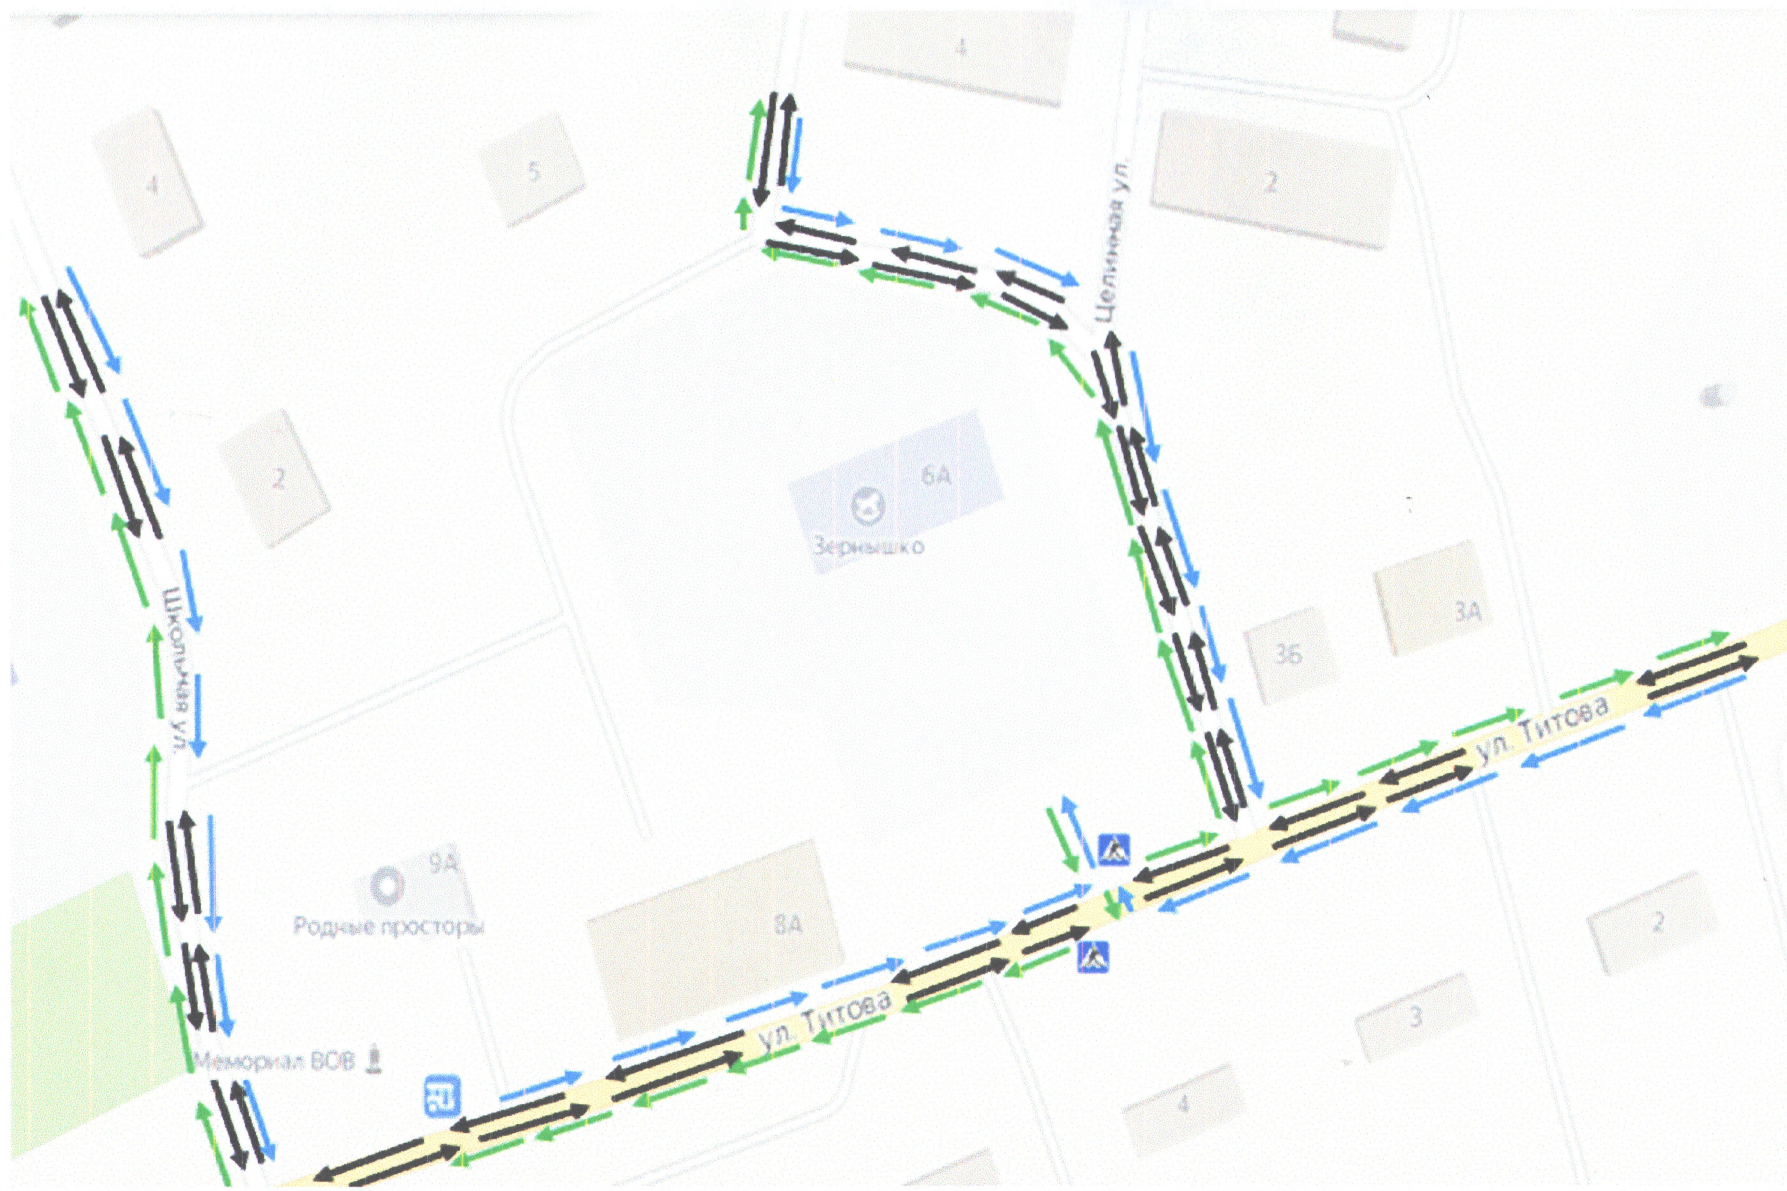 4
4
5
2
Целинная ул.
2
6А
Зернышко
3А
3Б
Школьная ул.
ул. Титова
9А
Родные просторы
8А
2
ул. Титова
3
Мемориал ВОВ
4